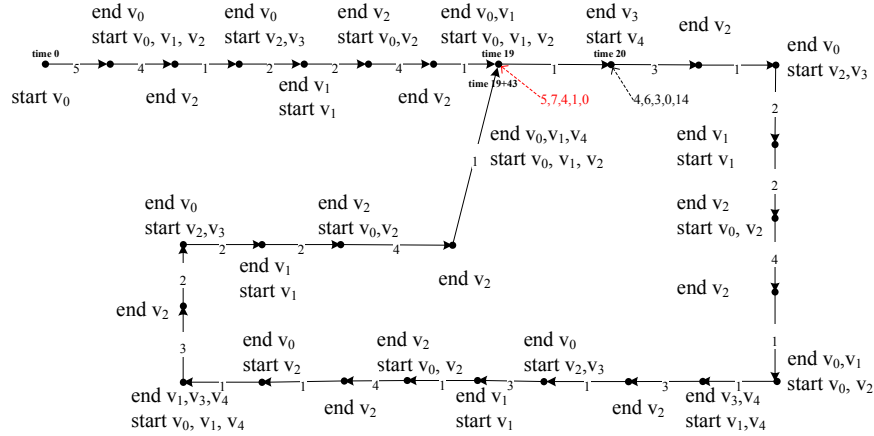 end v0
start v0, v1, v2
end v0
start v2,v3
end v2
start v0,v2
end v0,v1
start v0, v1, v2
end v3
start v4
end v2
end v0
start v2,v3
time 0
time 19
time 20
5
4
1
2
2
4
1
1
3
1
start v0
end v2
end v1
start v1
end v2
time 19+43
5,7,4,1,0
4,6,3,0,14
2
end v0,v1,v4
start v0, v1, v2
end v1
start v1
1
2
end v0
start v2,v3
end v2
start v0,v2
end v2
start v0, v2
2
2
4
end v1
start v1
end v2
4
2
end v2
end v2
3
1
end v0
start v2
end v2
start v0, v2
end v0
start v2,v3
end v0,v1
start v0, v2
1
1
4
1
3
2
3
1
end v1,v3,v4
start v0, v1, v4
end v2
end v1
start v1
end v2
end v3,v4
start v1,v4